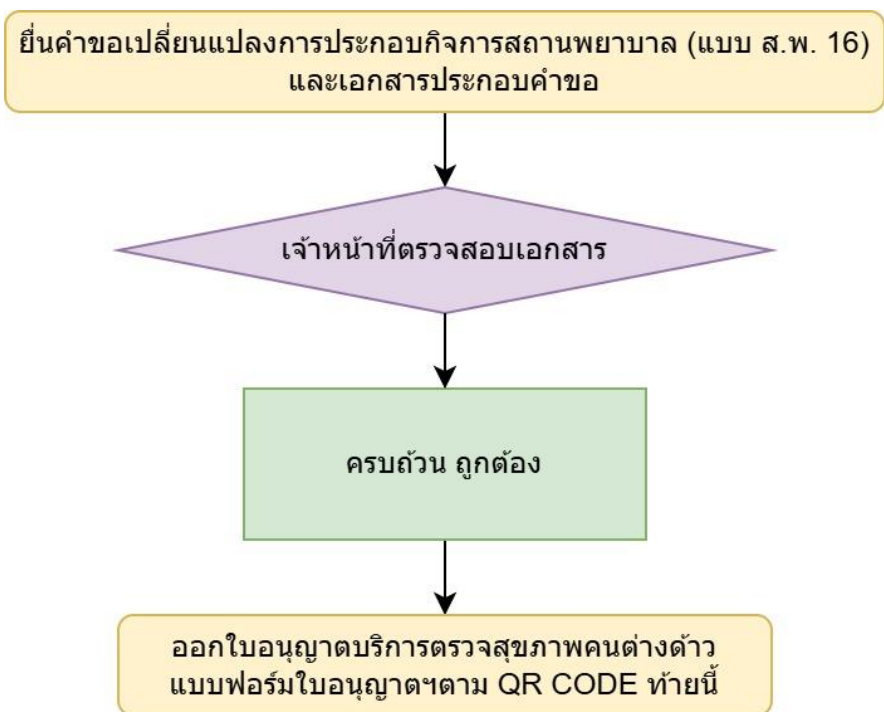 ยื่นคำขอเปลี่ยนแปลงการประกอบกิจการสถานพยาบาล (แบบ ส.พ. 16)
และเอกสารประกอบคำขอ
เจ้าหน้าที่ตรวจสอบเอกสาร
ครบถ้วน ถูกต้อง
ออกใบอนุญาตบริการตรวจสุขภาพคนต่างด้าว
แบบฟอร์มใบอนุญาตฯตาม QR CODE ท้ายนี้